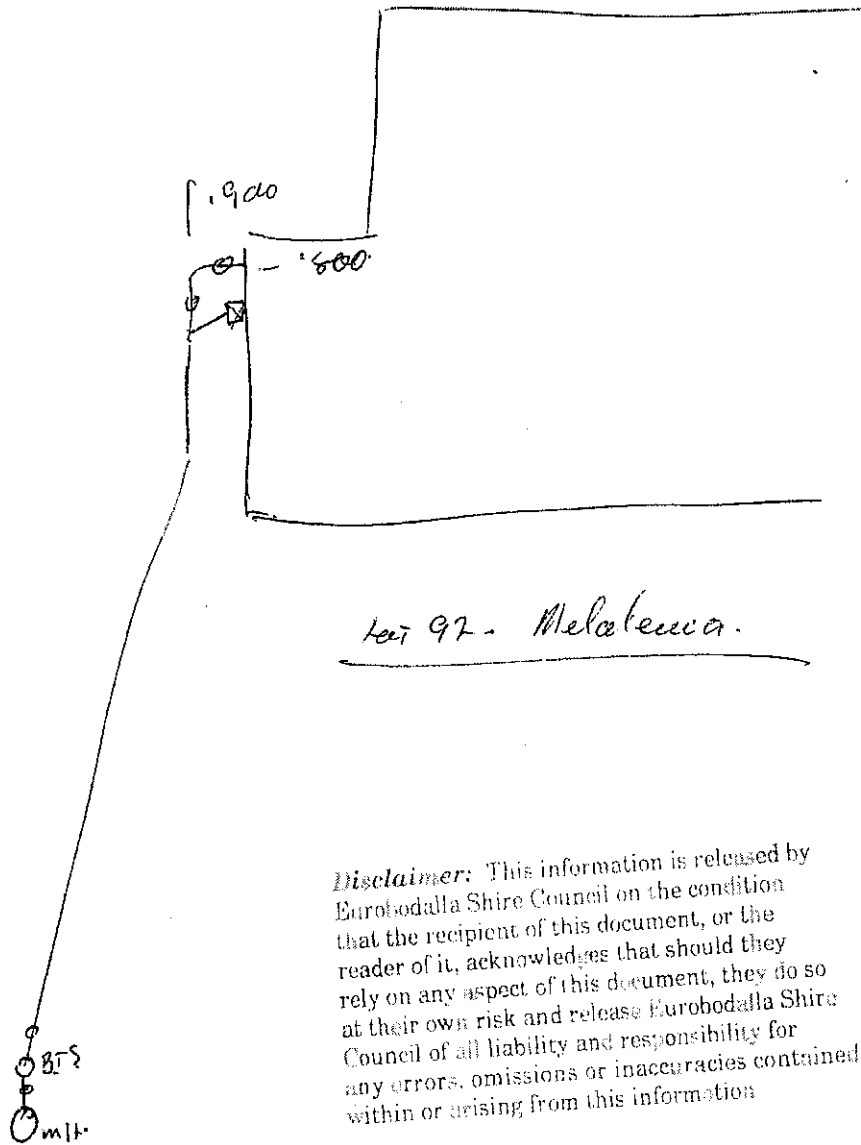 .900
.800
Lot 92. Melaleuca.
Disclaimer: This information is released by
Eurobodalla Shire Council on the condition
that the recipient of this document, or the
reader of it, acknowledges that should they
rely on any aspect of this document, they do so
at their own risk and release Eurobodalla Shire
Council of all liability and responsibility for
any errors, omissions or inaccuracies contained
within or arising from this information
BTS
m/h.